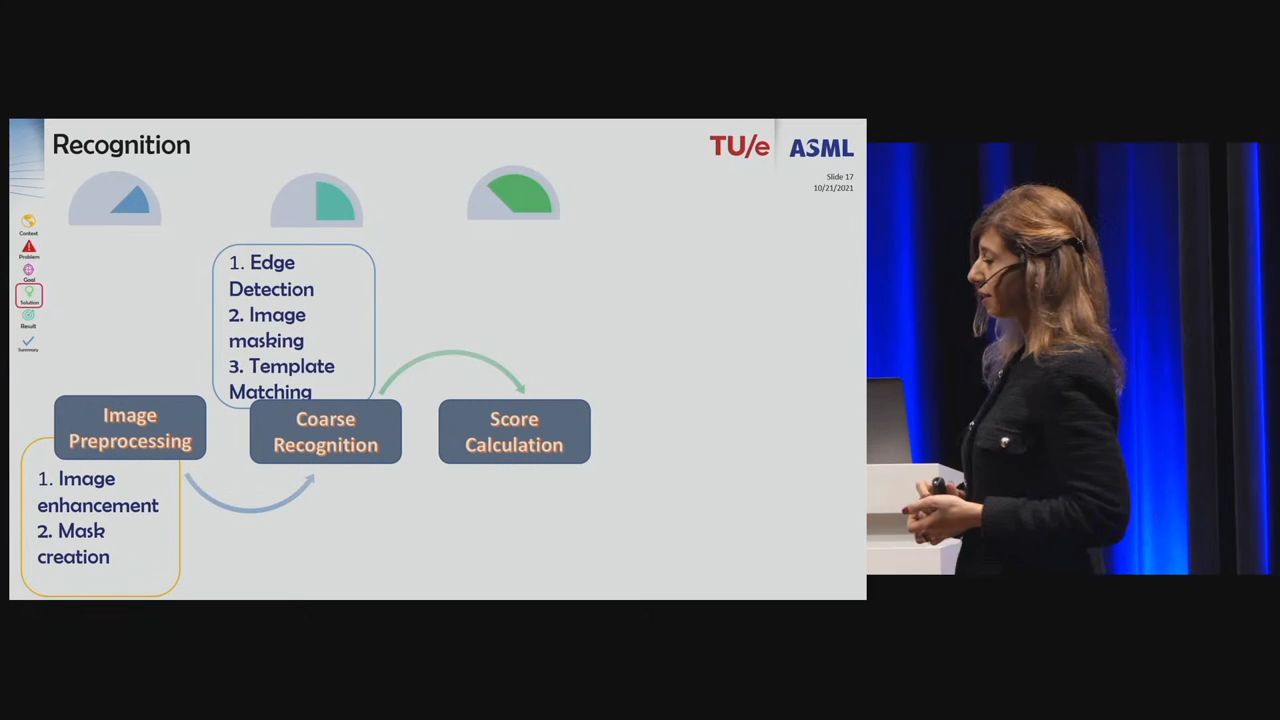 Recognition
TU/e
ASML
Slide 17
10/21/2021
Context
Problem
Goal
Solution
Result
Summary
1. Edge
Detection
2. Image
masking
3. Template
Matching
Image
Preprocessing
Coarse
Recognition
Score
Calculation
1. Image
enhancement
2. Mask
creation